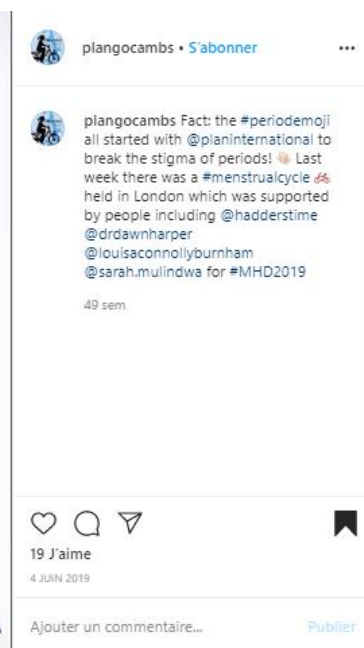 plangocambs • S'abonner
plangocambs Fact: the #periodemoji
all started with @planinternational to
break the stigma of periods! 👏🏻 Last
week there was a #menstrualcycle 🚲
held in London which was supported
by people including @hadderstime
@drdawnharper
@louisaconnollyburnham
@sarah.mulindwa for #MHD2019
49 sem
19 J'aime
4 JUIN 2019
Ajouter un commentaire... Publier